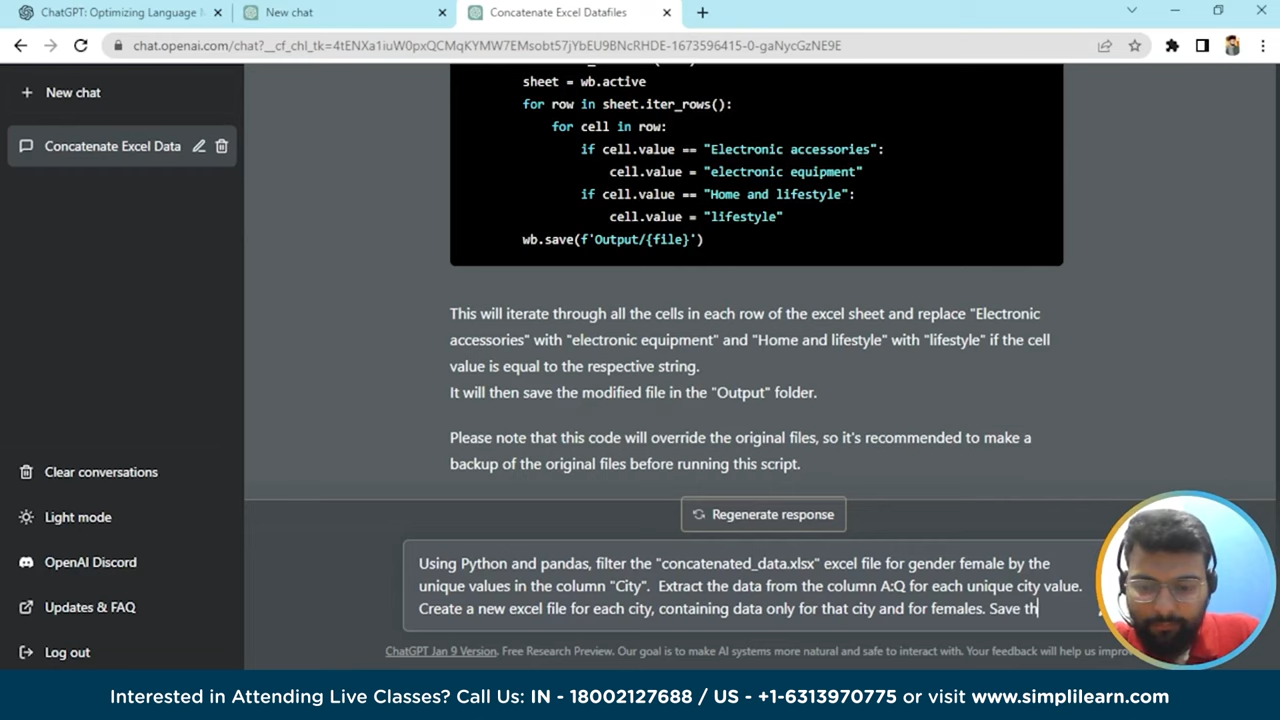 ChatGPT: Optimizing Language M
New chat
Concatenate Excel Datafiles
chat.openai.com/chat?__cf_chl_tk=4tENXa1iuW0pxQCMqKYMW7EMsobt57jYbEU9BNcRHDE-1673596415-0-gaNycGzNE9E
New chat
Concatenate Excel Data
sheet = wb.active
for row in sheet.iter_rows():
for cell in row:
if cell.value == "Electronic accessories":
cell.value = "electronic equipment"
if cell.value == "Home and lifestyle":
cell.value = "lifestyle"
wb.save(f'Output/{file}')
This will iterate through all the cells in each row of the excel sheet and replace "Electronic
accessories" with "electronic equipment" and "Home and lifestyle" with "lifestyle" if the cell
value is equal to the respective string.
It will then save the modified file in the "Output" folder.
Please note that this code will override the original files, so it's recommended to make a
backup of the original files before running this script.
Clear conversations
Light mode
OpenAI Discord
Updates & FAQ
Log out
Regenerate response
Using Python and pandas, filter the "concatenated_data.xlsx" excel file for gender female by the
unique values in the column "City".  Extract the data from the column A:Q for each unique city value.
Create a new excel file for each city, containing data only for that city and for females. Save th
ChatGPT Jan 9 Version. Free Research Preview. Our goal is to make AI systems more natural and safe to interact with. Your feedback will help us improv
Interested in Attending Live Classes? Call Us: IN - 18002127688 / US - +1-6313970775 or visit www.simplilearn.com